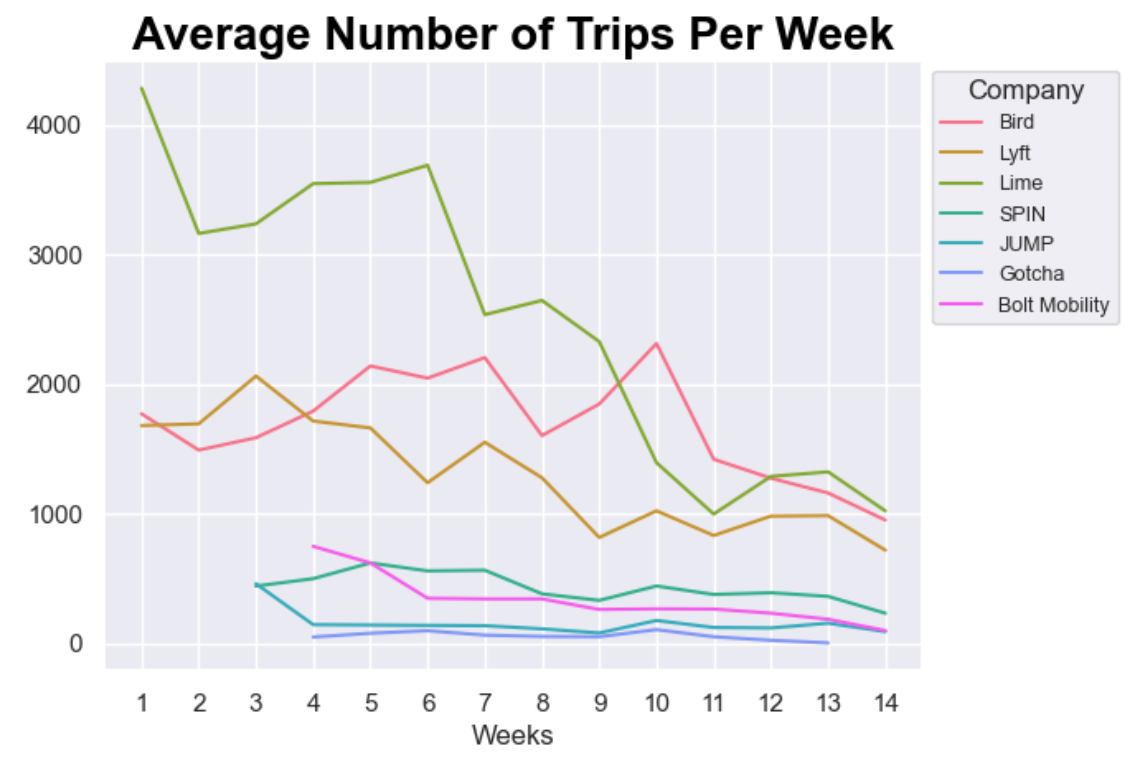 Average Number of Trips Per Week
4000
3000
2000
1000
0
1 2 3 4 5 6 7 8 9 10 11 12 13 14
Weeks
Company
Bird
Lyft
Lime
SPIN
JUMP
Gotcha
Bolt Mobility